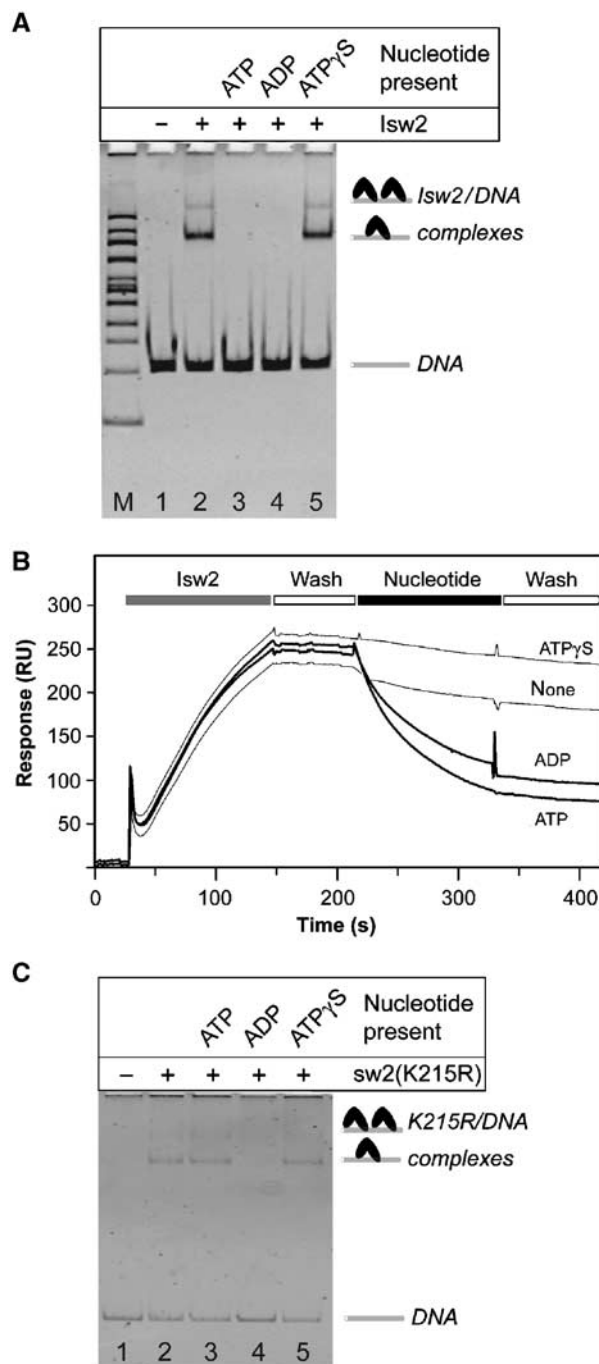 A
ATP ADP ATPγS Nucleotide present
– + + + + Isw2
Isw2/DNA
complexes
DNA
M 1 2 3 4 5
B
Isw2 Wash Nucleotide Wash
300
250
200
150
100
50
Response (RU)
ATPγS
None
ADP
ATP
0 100 200 300 400
Time (s)
C
ATP ADP ATPγS Nucleotide present
– + + + + sw2(K215R)
K215R/DNA
complexes
DNA
1 2 3 4 5